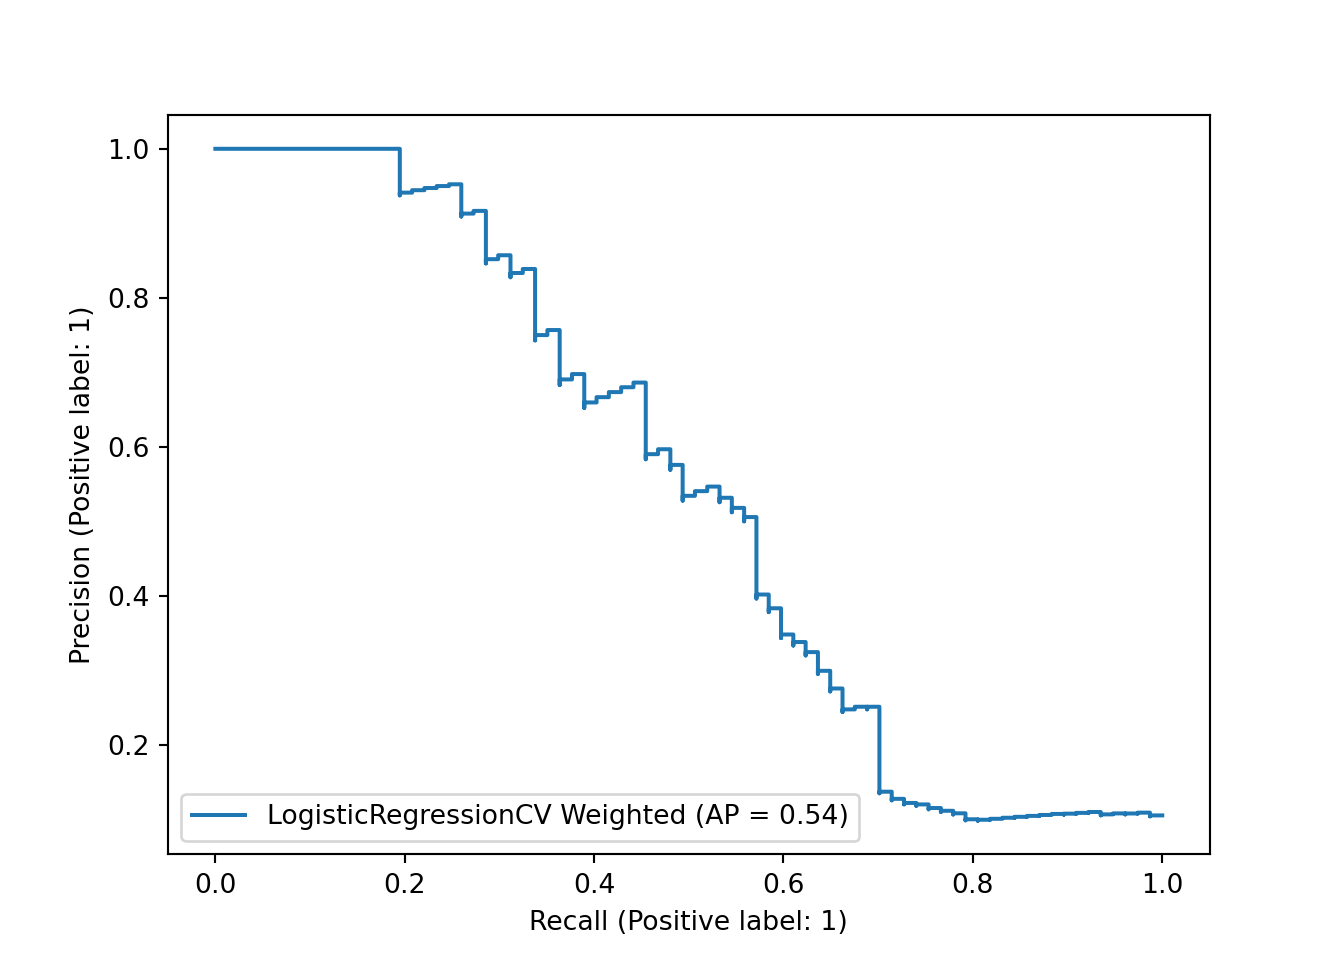 1.0
0.8
0.6
0.4
0.2
Precision (Positive label: 1)
LogisticRegressionCV Weighted (AP = 0.54)
0.0 0.2 0.4 0.6 0.8 1.0
Recall (Positive label: 1)